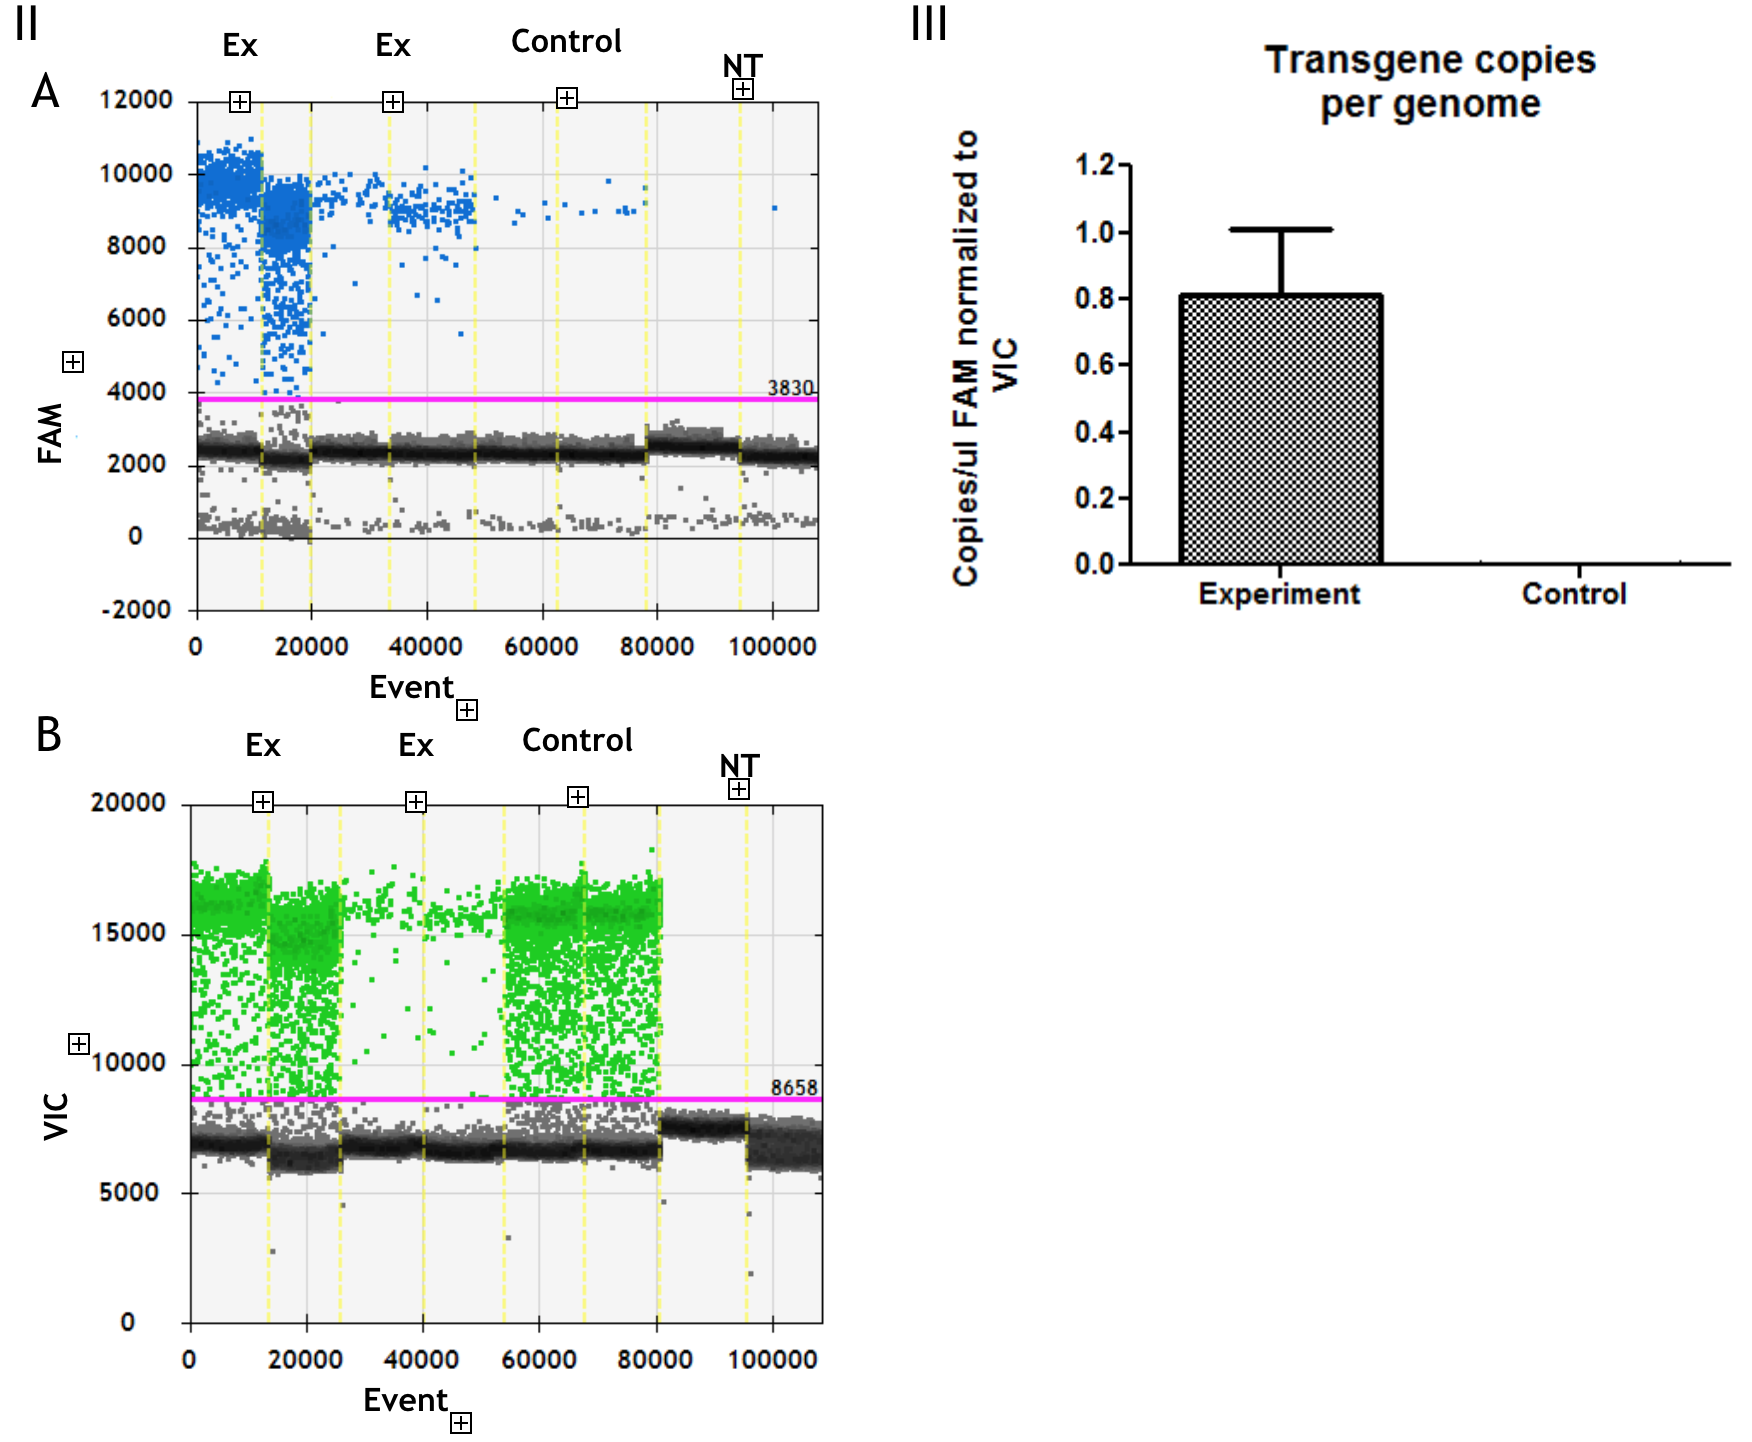 II
Ex Ex Control NT
A
12000
10000
8000
6000
4000
2000
0
-2000
FAM
3830
0 20000 40000 60000 80000 100000
Event
B
Ex Ex Control NT
20000
15000
10000
5000
0
VIC
8658
0 20000 40000 60000 80000 100000
Event
III
Transgene copies
per genome
Copies/ul FAM normalized to
VIC
1.2
1.0
0.8
0.6
0.4
0.2
0.0
Experiment Control